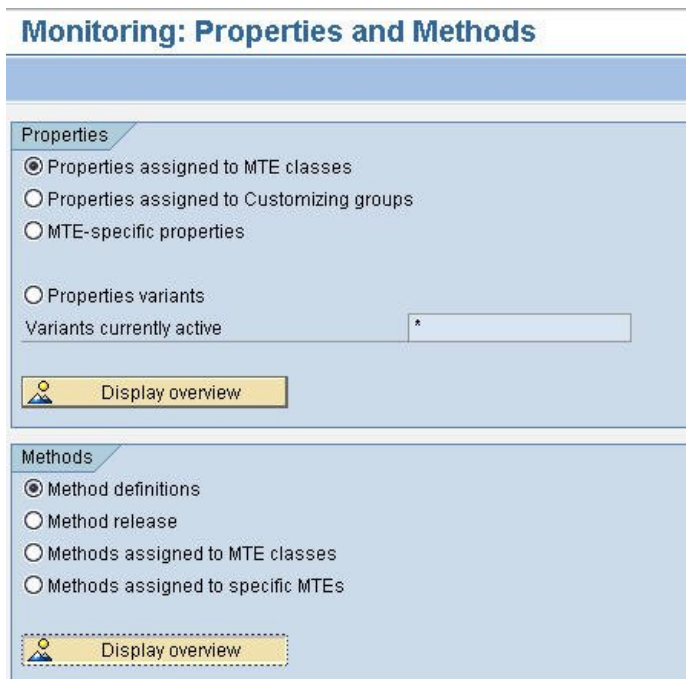 Monitoring: Properties and Methods
Properties
Properties assigned to MTE classes
Properties assigned to Customizing groups
MTE-specific properties
Properties variants
Variants currently active *
Display overview
Methods
Method definitions
Method release
Methods assigned to MTE classes
Methods assigned to specific MTEs
Display overview